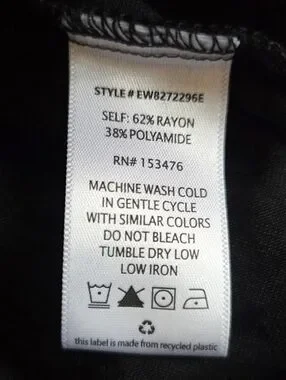 STYLE # EW8272296E
SELF: 62% RAYON
38% POLYAMIDE
RN# 153476
MACHINE WASH COLD
IN GENTLE CYCLE
WITH SIMILAR COLORS
DO NOT BLEACH
TUMBLE DRY LOW
LOW IRON
this label is made from recycled plastic